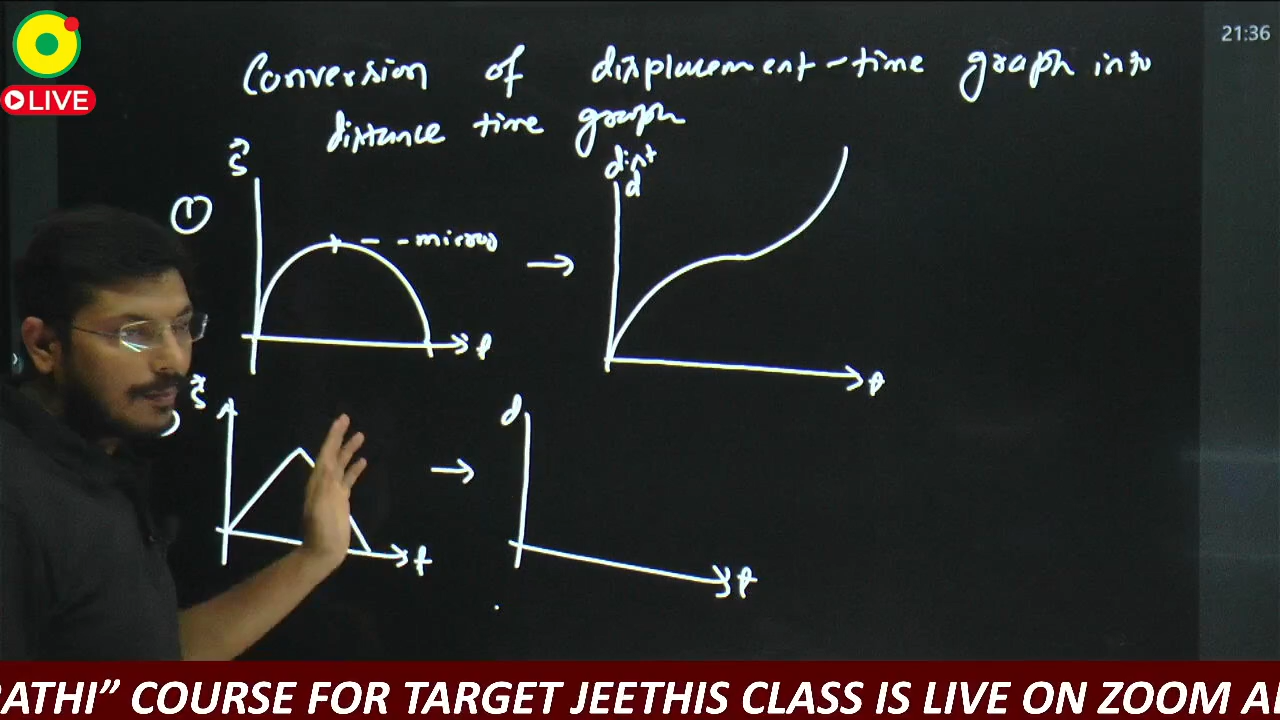 21:36
LIVE
Conversion of displacement-time graph into
distance time graph
S
①
- - mirror
t
dist
d
t
S
t
d
t
RATHI” COURSE FOR TARGET JEETHIS CLASS IS LIVE ON ZOOM A